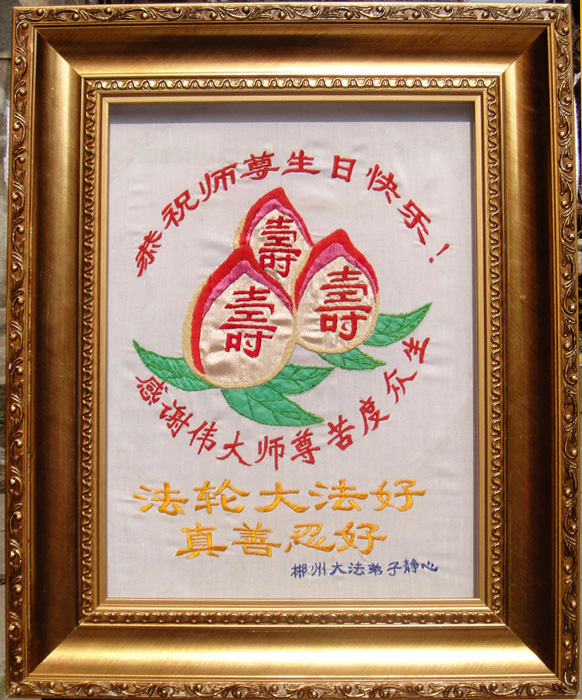 恭祝师尊生日快乐！
壽
壽
壽
感谢伟大师尊苦度众生
法轮大法好
真善忍好
郴州大法弟子静心